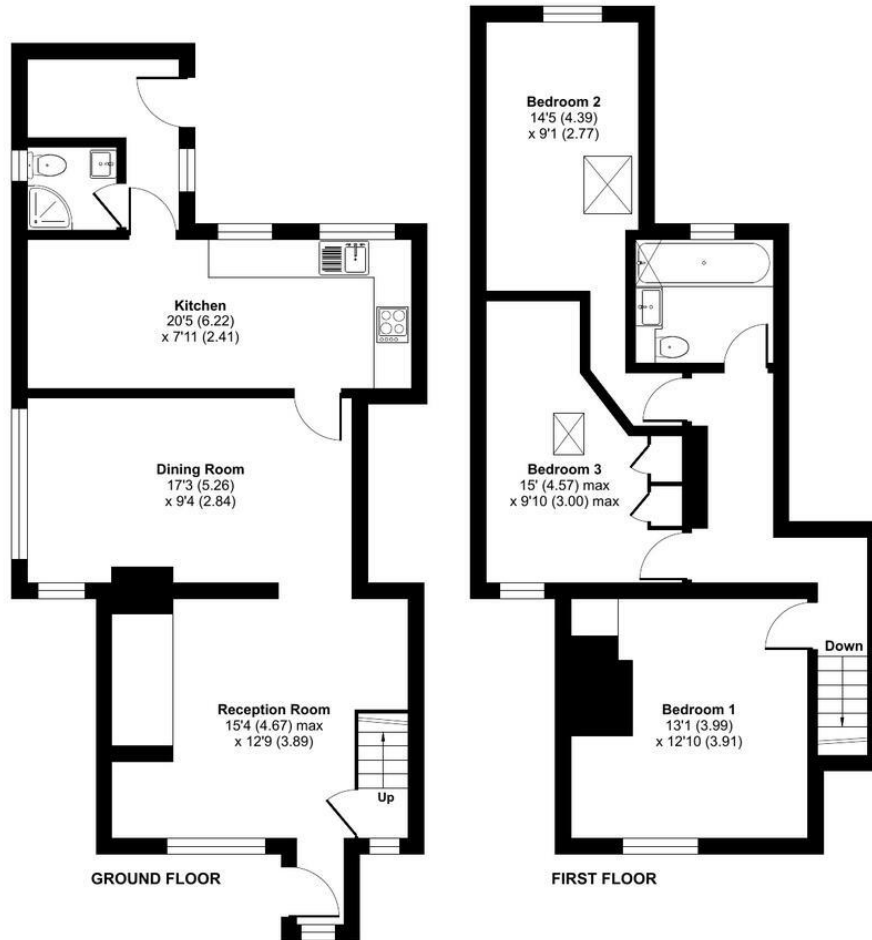 Kitchen
20'5 (6.22)
x 7'11 (2.41)
Dining Room
17'3 (5.26)
x 9'4 (2.84)
Reception Room
15'4 (4.67) max
x 12'9 (3.89)
Up
GROUND FLOOR
Bedroom 2
14'5 (4.39)
x 9'1 (2.77)
Bedroom 3
15' (4.57) max
x 9'10 (3.00) max
Bedroom 1
13'1 (3.99)
x 12'10 (3.91)
Down
FIRST FLOOR